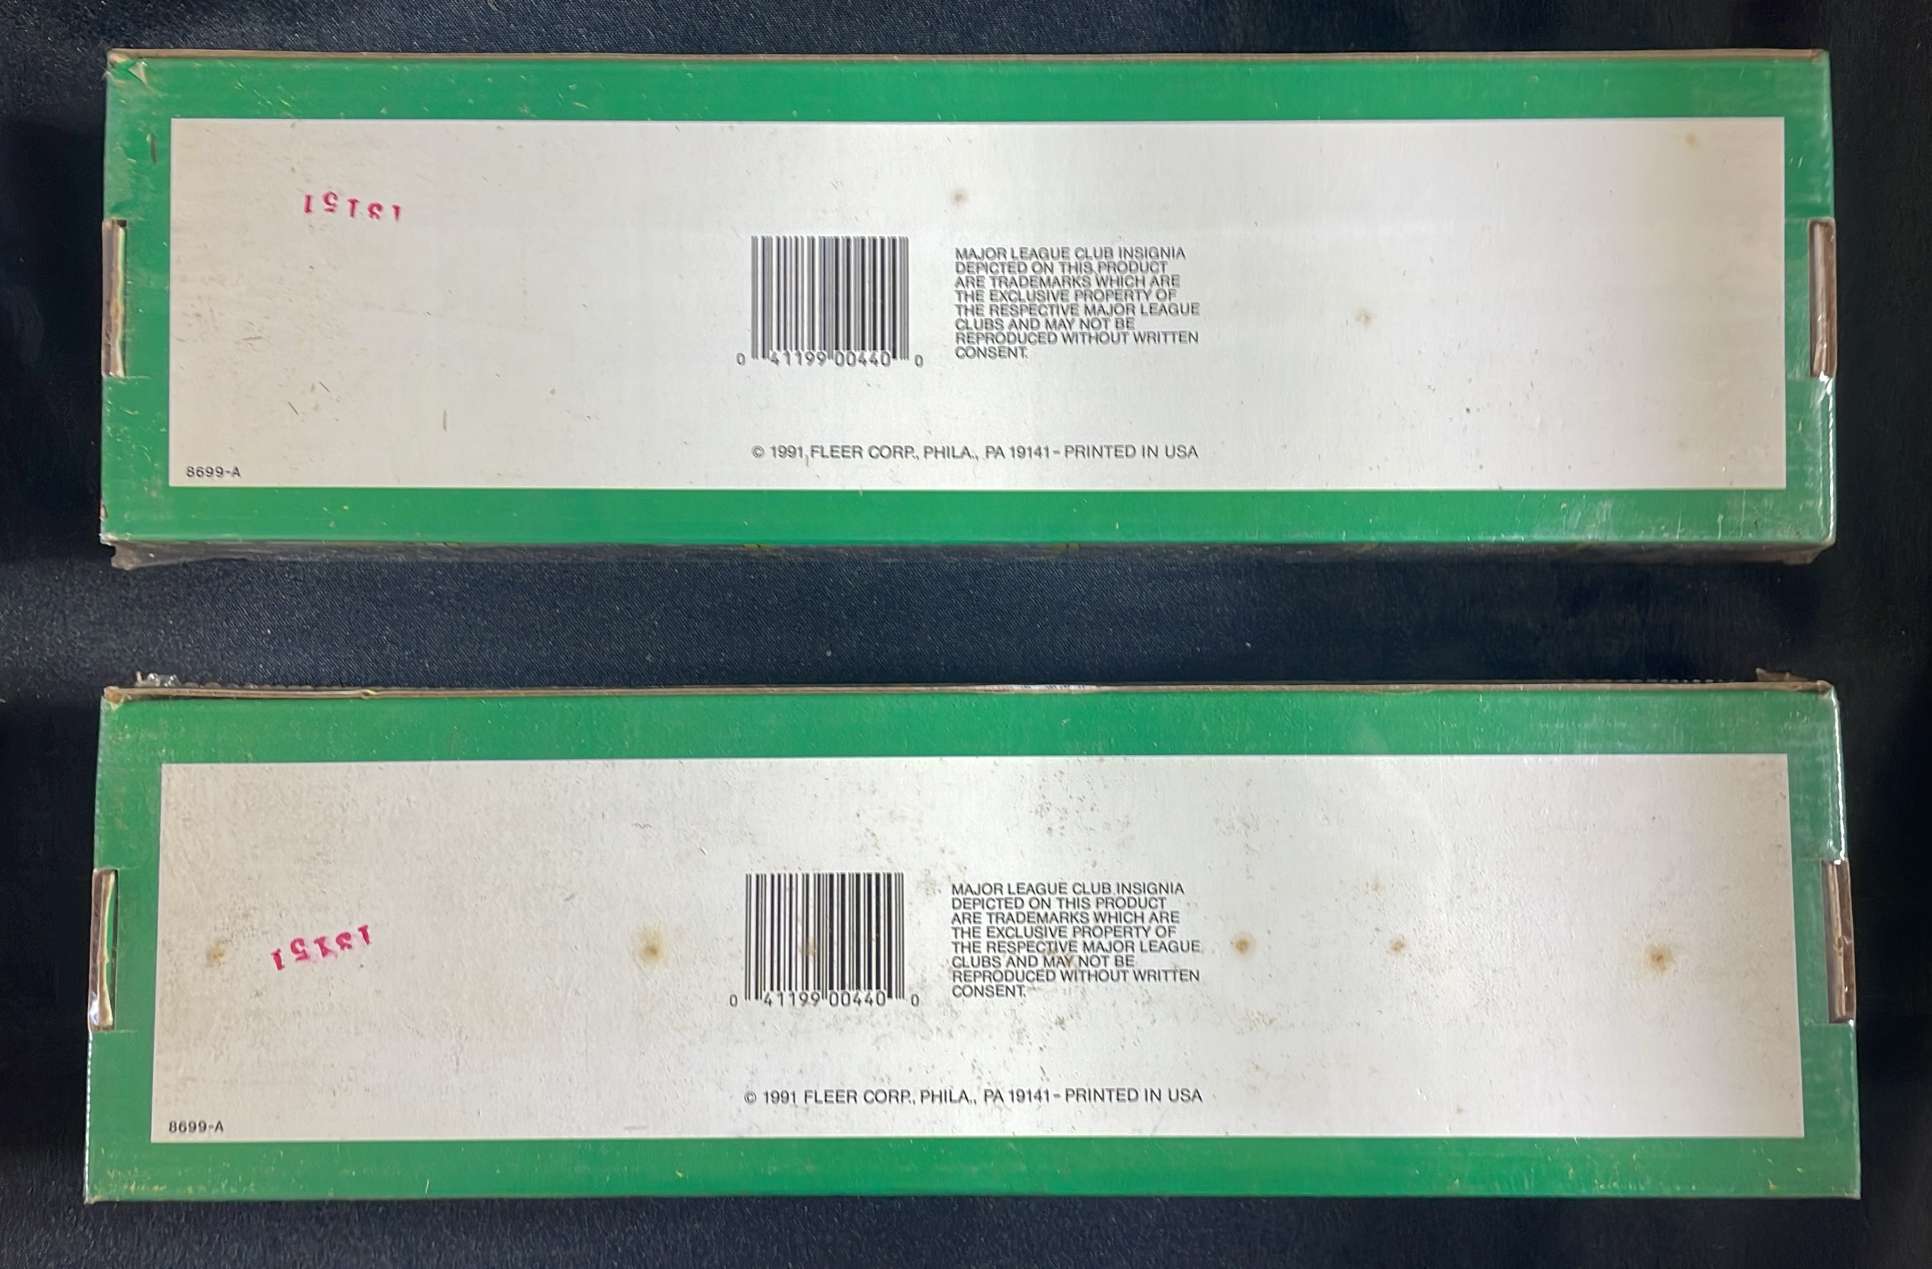 MAJOR LEAGUE CLUB INSIGNIA
DEPICTED ON THIS PRODUCT
ARE TRADEMARKS WHICH ARE
THE EXCLUSIVE PROPERTY OF
THE RESPECTIVE MAJOR LEAGUE
CLUBS AND MAY NOT BE
REPRODUCED WITHOUT WRITTEN
CONSENT.
0 41199 00440 0
© 1991 FLEER CORP., PHILA., PA 19141 - PRINTED IN USA
8699-A
MAJOR LEAGUE CLUB INSIGNIA
DEPICTED ON THIS PRODUCT
ARE TRADEMARKS WHICH ARE
THE EXCLUSIVE PROPERTY OF
THE RESPECTIVE MAJOR LEAGUE
CLUBS AND MAY NOT BE
REPRODUCED WITHOUT WRITTEN
CONSENT.
0 41199 00440 0
© 1991 FLEER CORP., PHILA., PA 19141 - PRINTED IN USA
8699-A